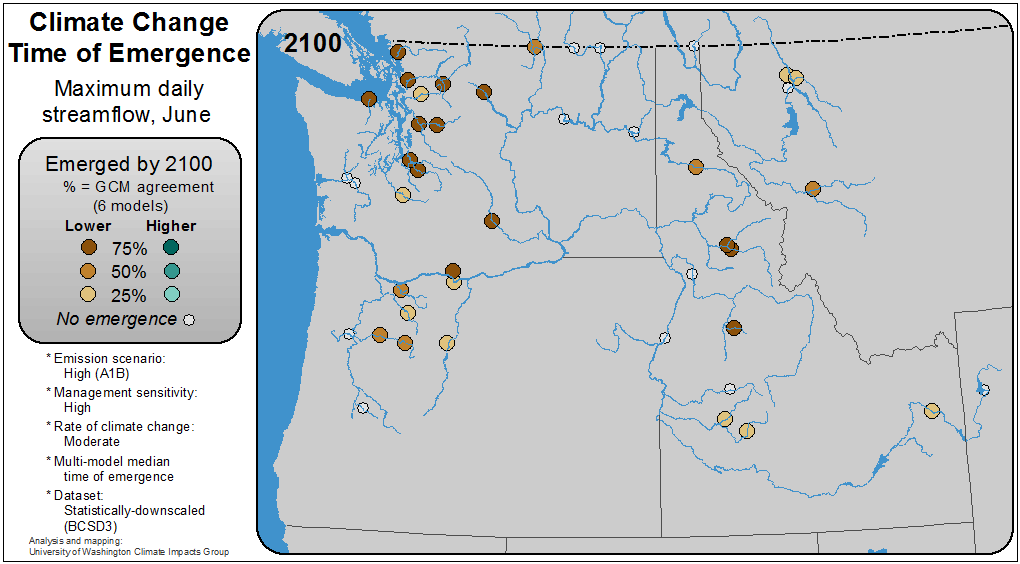 Climate Change
Time of Emergence
Maximum daily
streamflow, June
Emerged by 2100
% = GCM agreement
(6 models)
Lower Higher
75%
50%
25%
No emergence
* Emission scenario:
High (A1B)
* Management sensitivity:
High
* Rate of climate change:
Moderate
* Multi-model median
time of emergence
* Dataset:
Statistically-downscaled
(BCSD3)
Analysis and mapping:
University of Washington Climate Impacts Group
2100